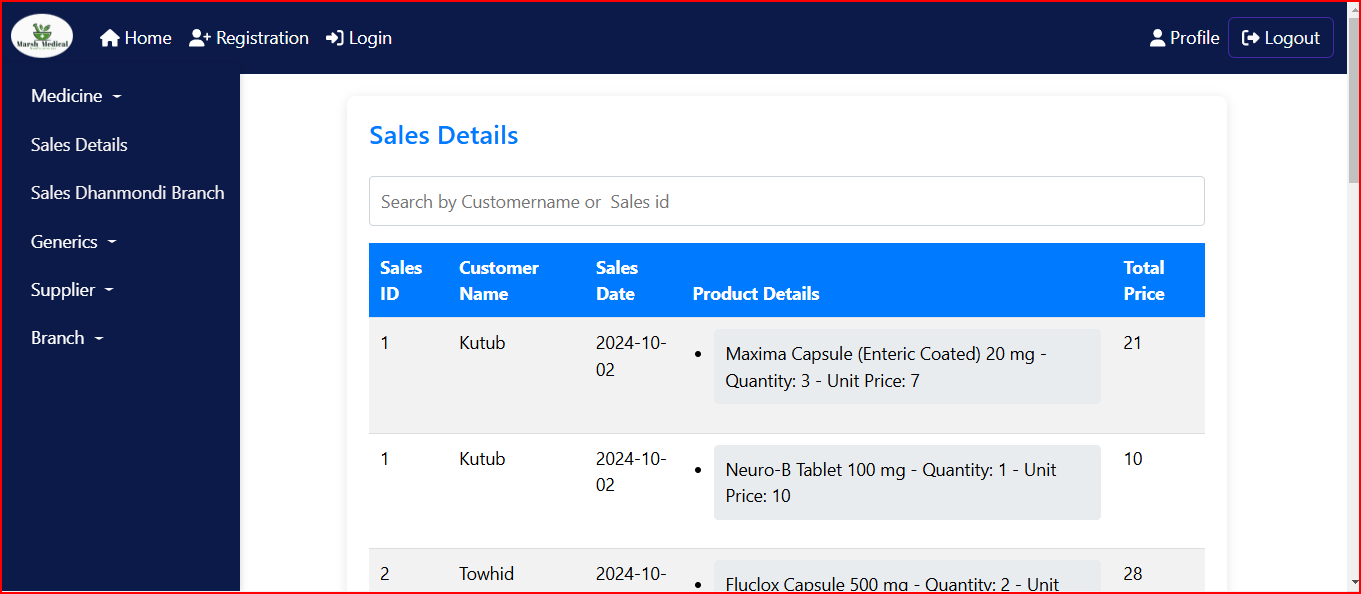 Marsh Medical
Home
Registration
Login
Profile
Logout
Medicine
Sales Details
Sales Dhanmondi Branch
Generics
Supplier
Branch
Sales Details
Search by Customername or Sales id
Sales ID
Customer Name
Sales Date
Product Details
Total Price
1
Kutub
2024-10-
02
Maxima Capsule (Enteric Coated) 20 mg -
Quantity: 3 - Unit Price: 7
21
1
Kutub
2024-10-
02
Neuro-B Tablet 100 mg - Quantity: 1 - Unit
Price: 10
10
2
Towhid
2024-10-
Fluclox Capsule 500 mg - Quantity: 2 - Unit
28